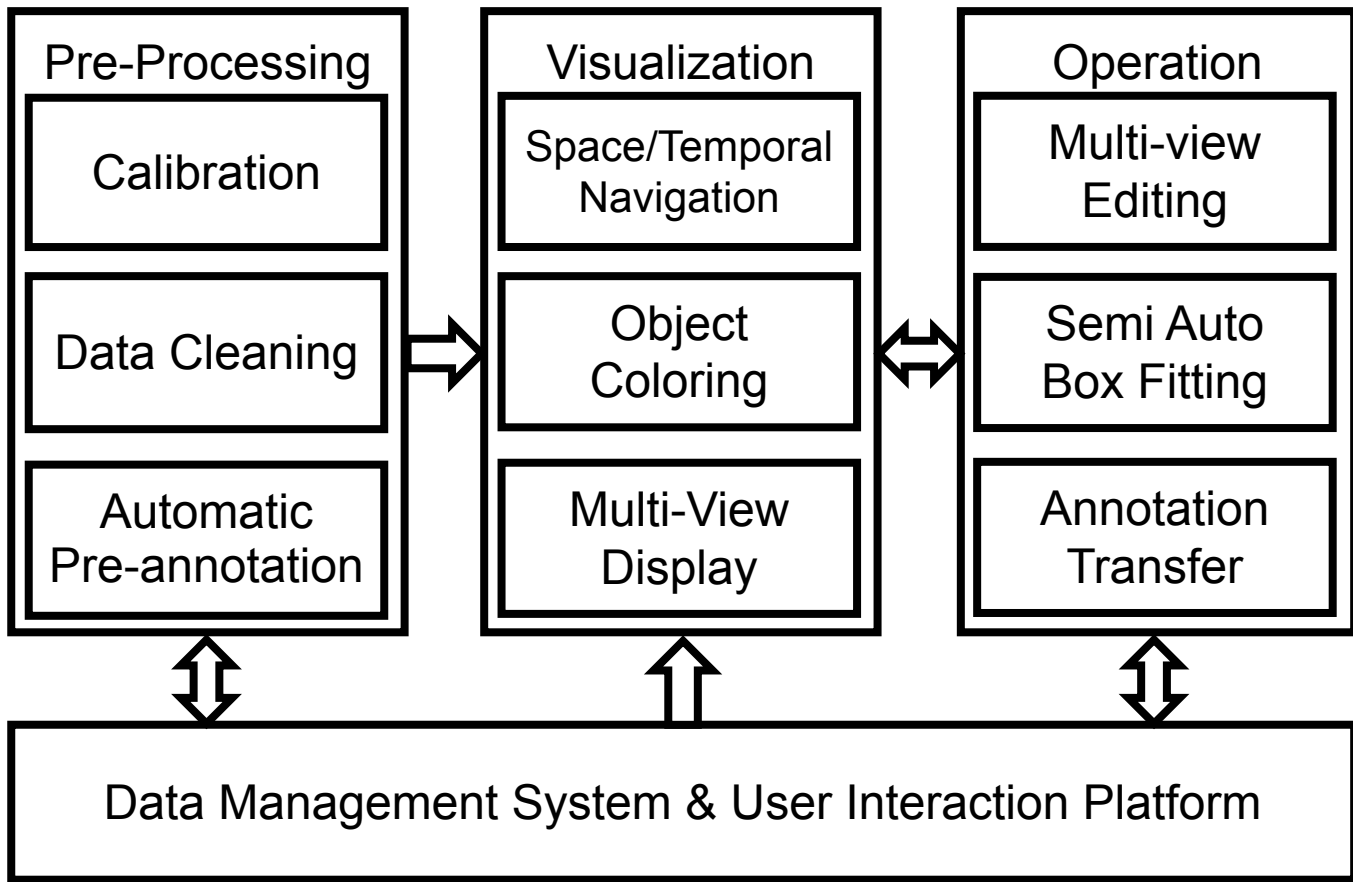 Pre-Processing
Calibration
Data Cleaning
Automatic
Pre-annotation
Visualization
Space/Temporal
Navigation
Object
Coloring
Multi-View
Display
Operation
Multi-view
Editing
Semi Auto
Box Fitting
Annotation
Transfer
Data Management System & User Interaction Platform